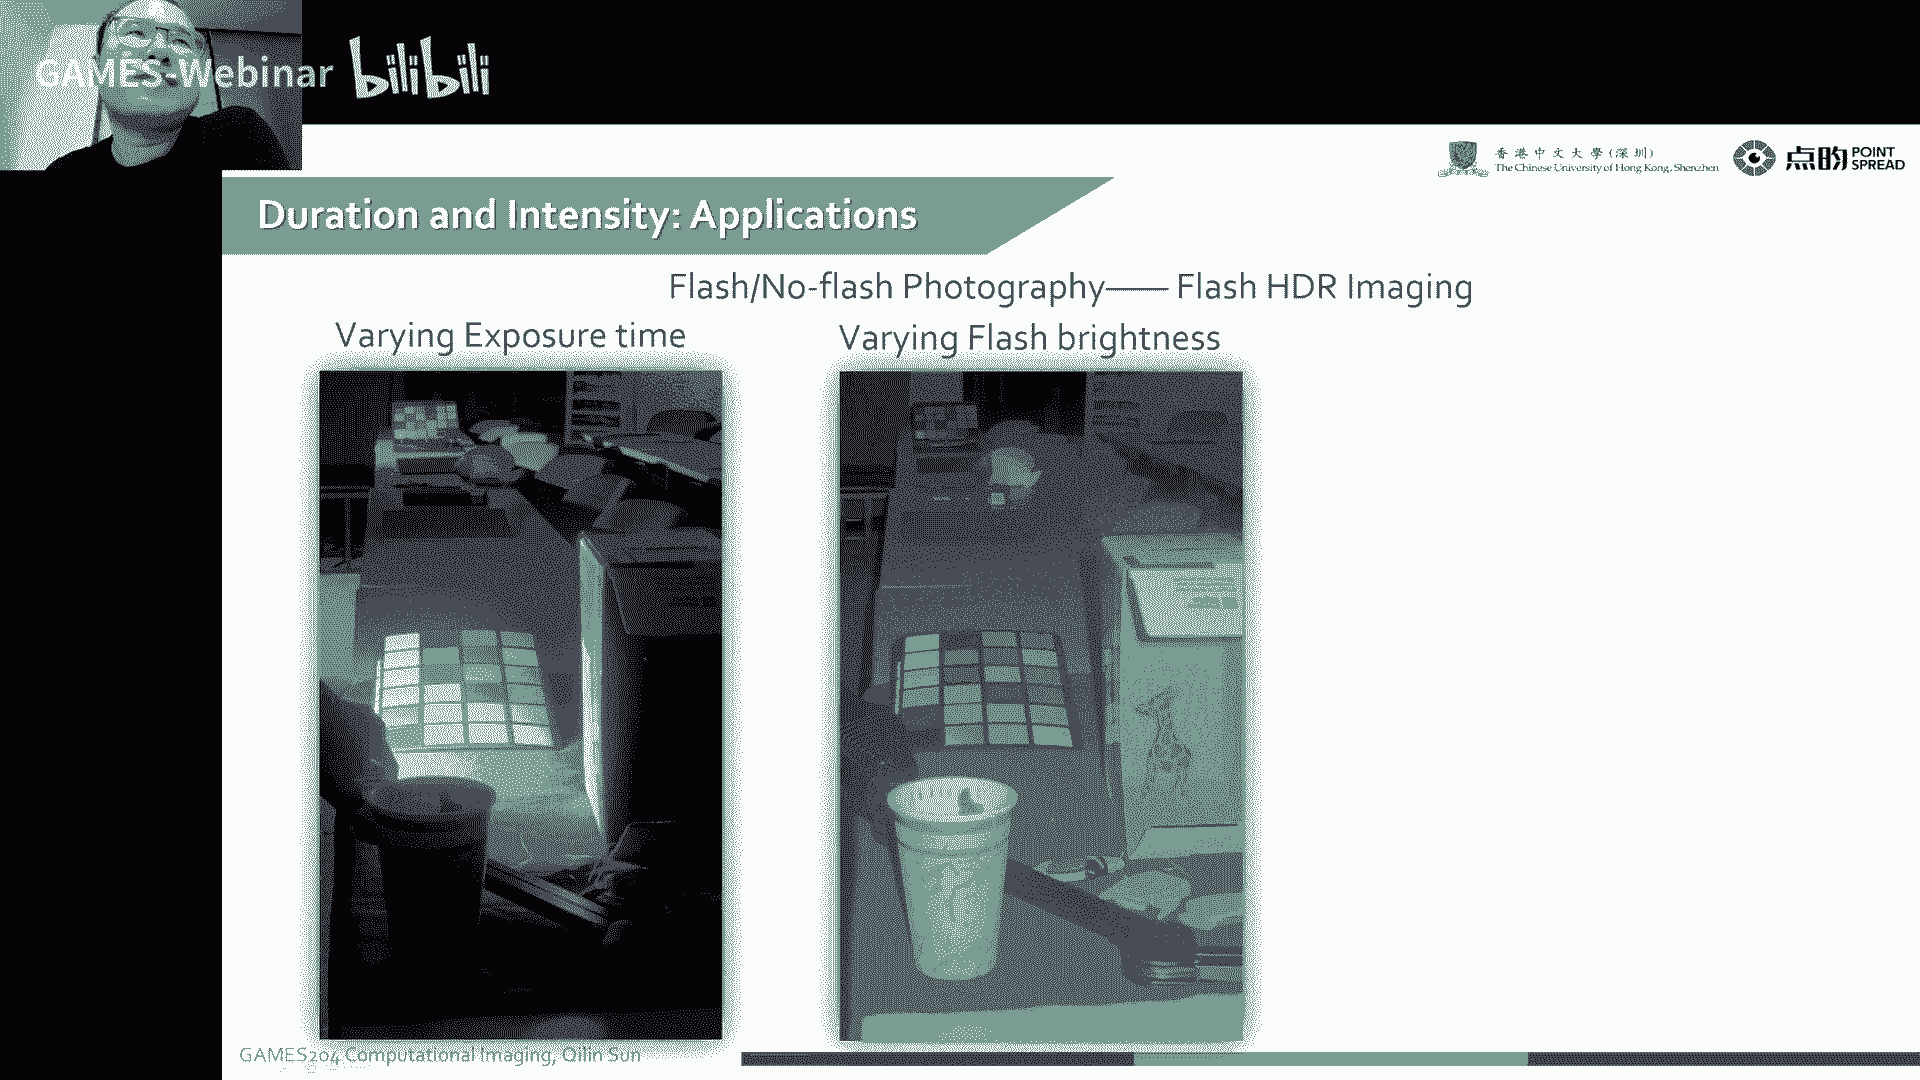 GAMES-Webinar bilibili
香港中文大學(深圳)
The Chinese University of Hong Kong, Shenzhen
点昀 POINT SPREAD
Duration and Intensity: Applications
Flash/No-flash Photography—— Flash HDR Imaging
Varying Exposure time
Varying Flash brightness
GAMES204 Computational Imaging, Qilin Sun